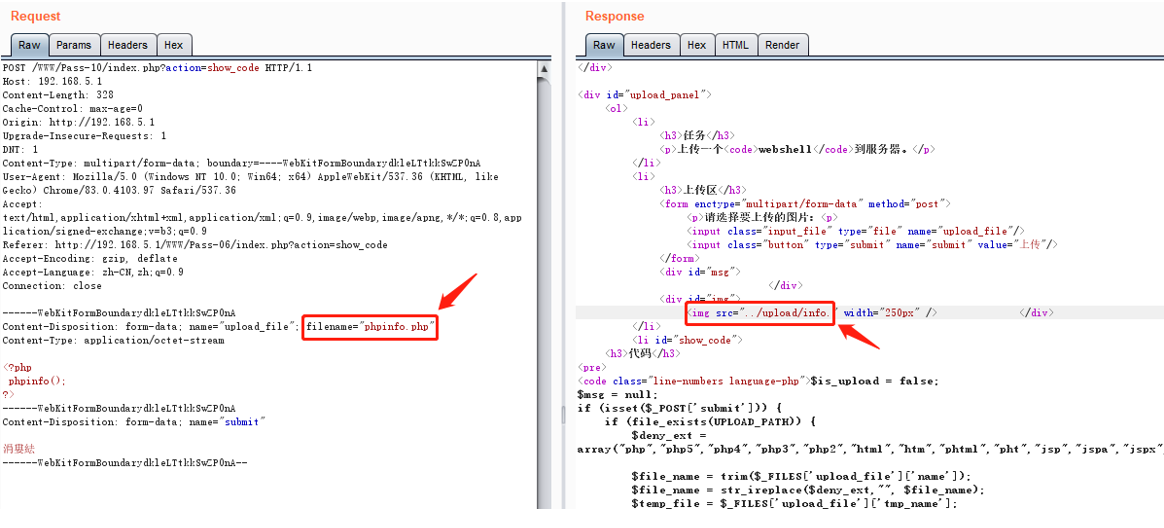 Request
Raw Params Headers Hex
POST /WWW/Pass-10/index.php?action=show_code HTTP/1.1
Host: 192.168.5.1
Content-Length: 328
Cache-Control: max-age=0
Origin: http://192.168.5.1
Upgrade-Insecure-Requests: 1
DNT: 1
Content-Type: multipart/form-data; boundary=----WebKitFormBoundarydkleLTtkkSwZP0nA
User-Agent: Mozilla/5.0 (Windows NT 10.0; Win64; x64) AppleWebKit/537.36 (KHTML, like
Gecko) Chrome/83.0.4103.97 Safari/537.36
Accept:
text/html,application/xhtml+xml,application/xml;q=0.9,image/webp,image/apng,*/*;q=0.8,app
lication/signed-exchange;v=b3;q=0.9
Referer: http://192.168.5.1/WWW/Pass-06/index.php?action=show_code
Accept-Encoding: gzip, deflate
Accept-Language: zh-CN,zh;q=0.9
Connection: close
------WebKitFormBoundarydkleLTtkkSwZP0nA
Content-Disposition: form-data; name="upload_file"; filename="phpinfo.php"
Content-Type: application/octet-stream
<?php
phpinfo();
?>
------WebKitFormBoundarydkleLTtkkSwZP0nA
Content-Disposition: form-data; name="submit"
------WebKitFormBoundarydkleLTtkkSwZP0nA--
Response
Raw Headers Hex HTML Render
</div>
<div id="upload_panel">
<ol>
<li>
<h3>任务</h3>
<p>上传一个<code>webshell</code>到服务器。</p>
</li>
<li>
<h3>上传区</h3>
<form enctype="multipart/form-data" method="post">
<p>请选择要上传的图片：<p>
<input class="input_file" type="file" name="upload_file"/>
<input class="button" type="submit" name="submit" value="上传"/>
</form>
<div id="msg">
</div>
<div id="img">
<img src="../upload/info." width="250px" /> </div>
</li>
<li id="show_code">
<h3>代码</h3>
<pre>
<code class="line-numbers language-php">$is_upload = false;
$msg = null;
if (isset($_POST['submit'])) {
if (file_exists(UPLOAD_PATH)) {
$deny_ext =
array("php","php5","php4","php3","php2","html","htm","phtml","pht","jsp","jspa","jspx",
$file_name = trim($_FILES['upload_file']['name']);
$file_name = str_ireplace($deny_ext,"", $file_name);
$temp_file = $_FILES['upload_file']['tmp_name'];